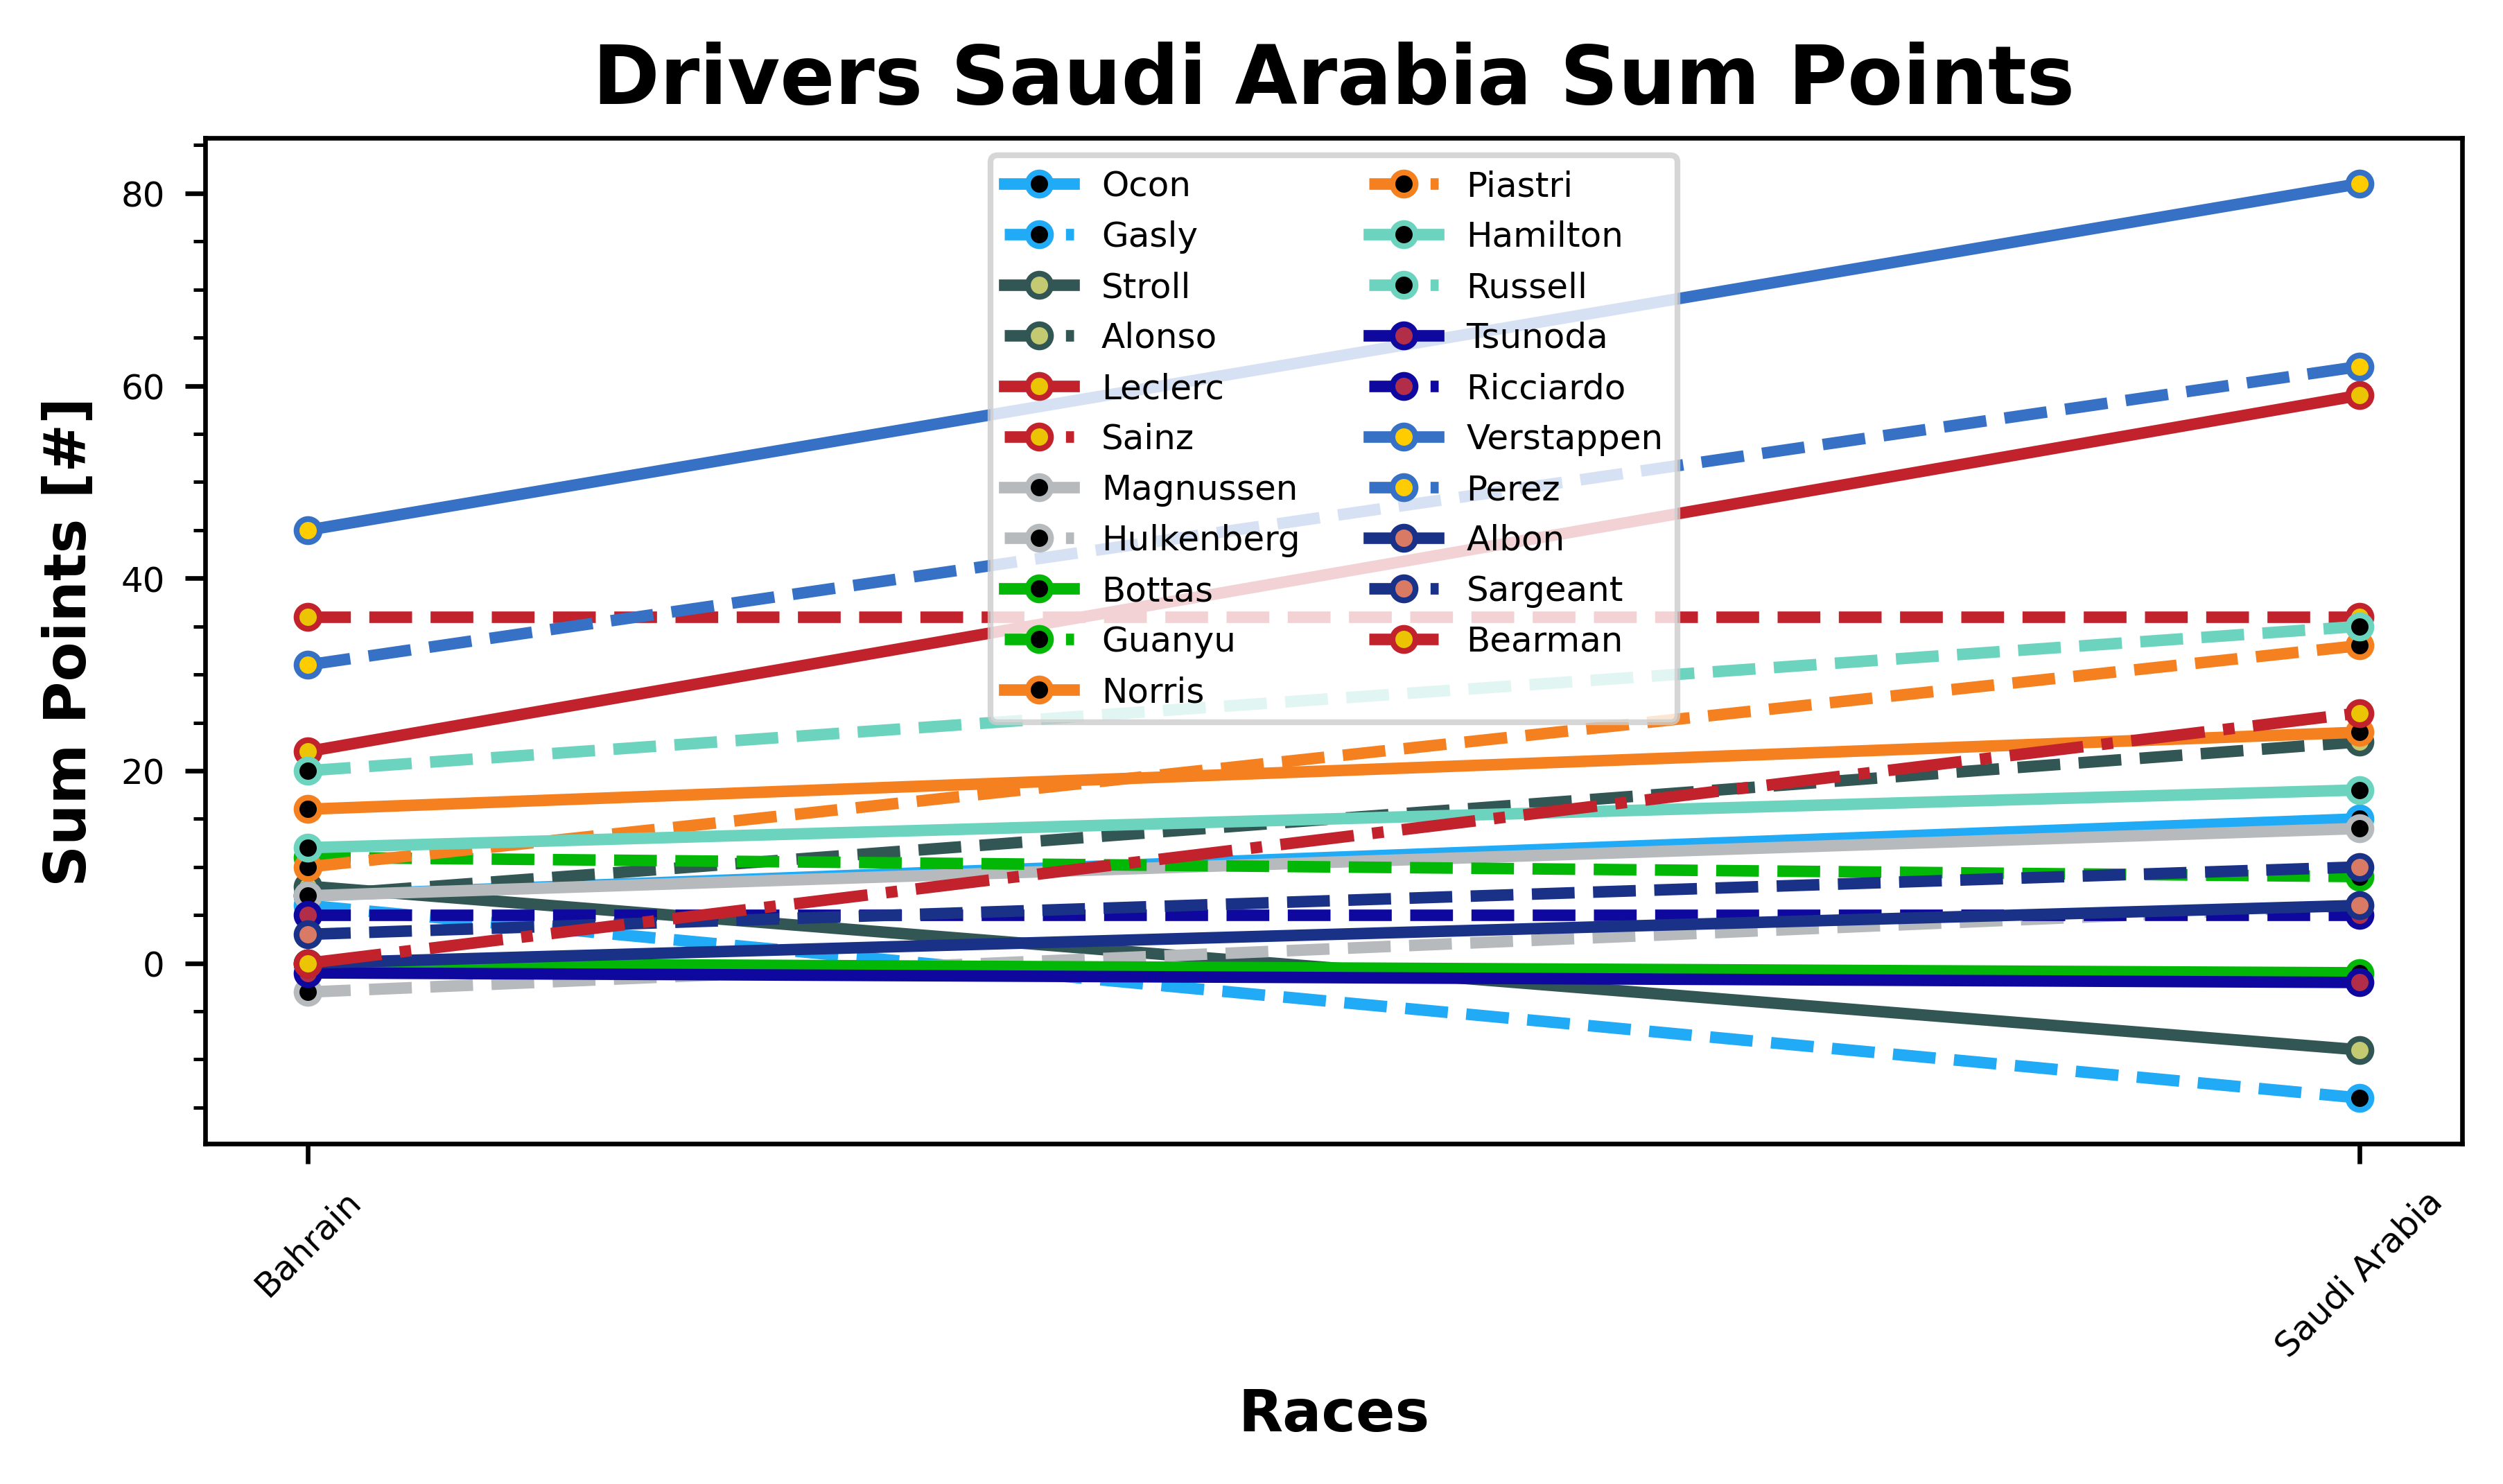 Drivers Saudi Arabia Sum Points
Sum Points [#]
80
60
40
20
0
Ocon
Gasly
Stroll
Alonso
Leclerc
Sainz
Magnussen
Hulkenberg
Bottas
Guanyu
Norris
Piastri
Hamilton
Russell
Tsunoda
Ricciardo
Verstappen
Perez
Albon
Sargeant
Bearman
Bahrain
Saudi Arabia
Races